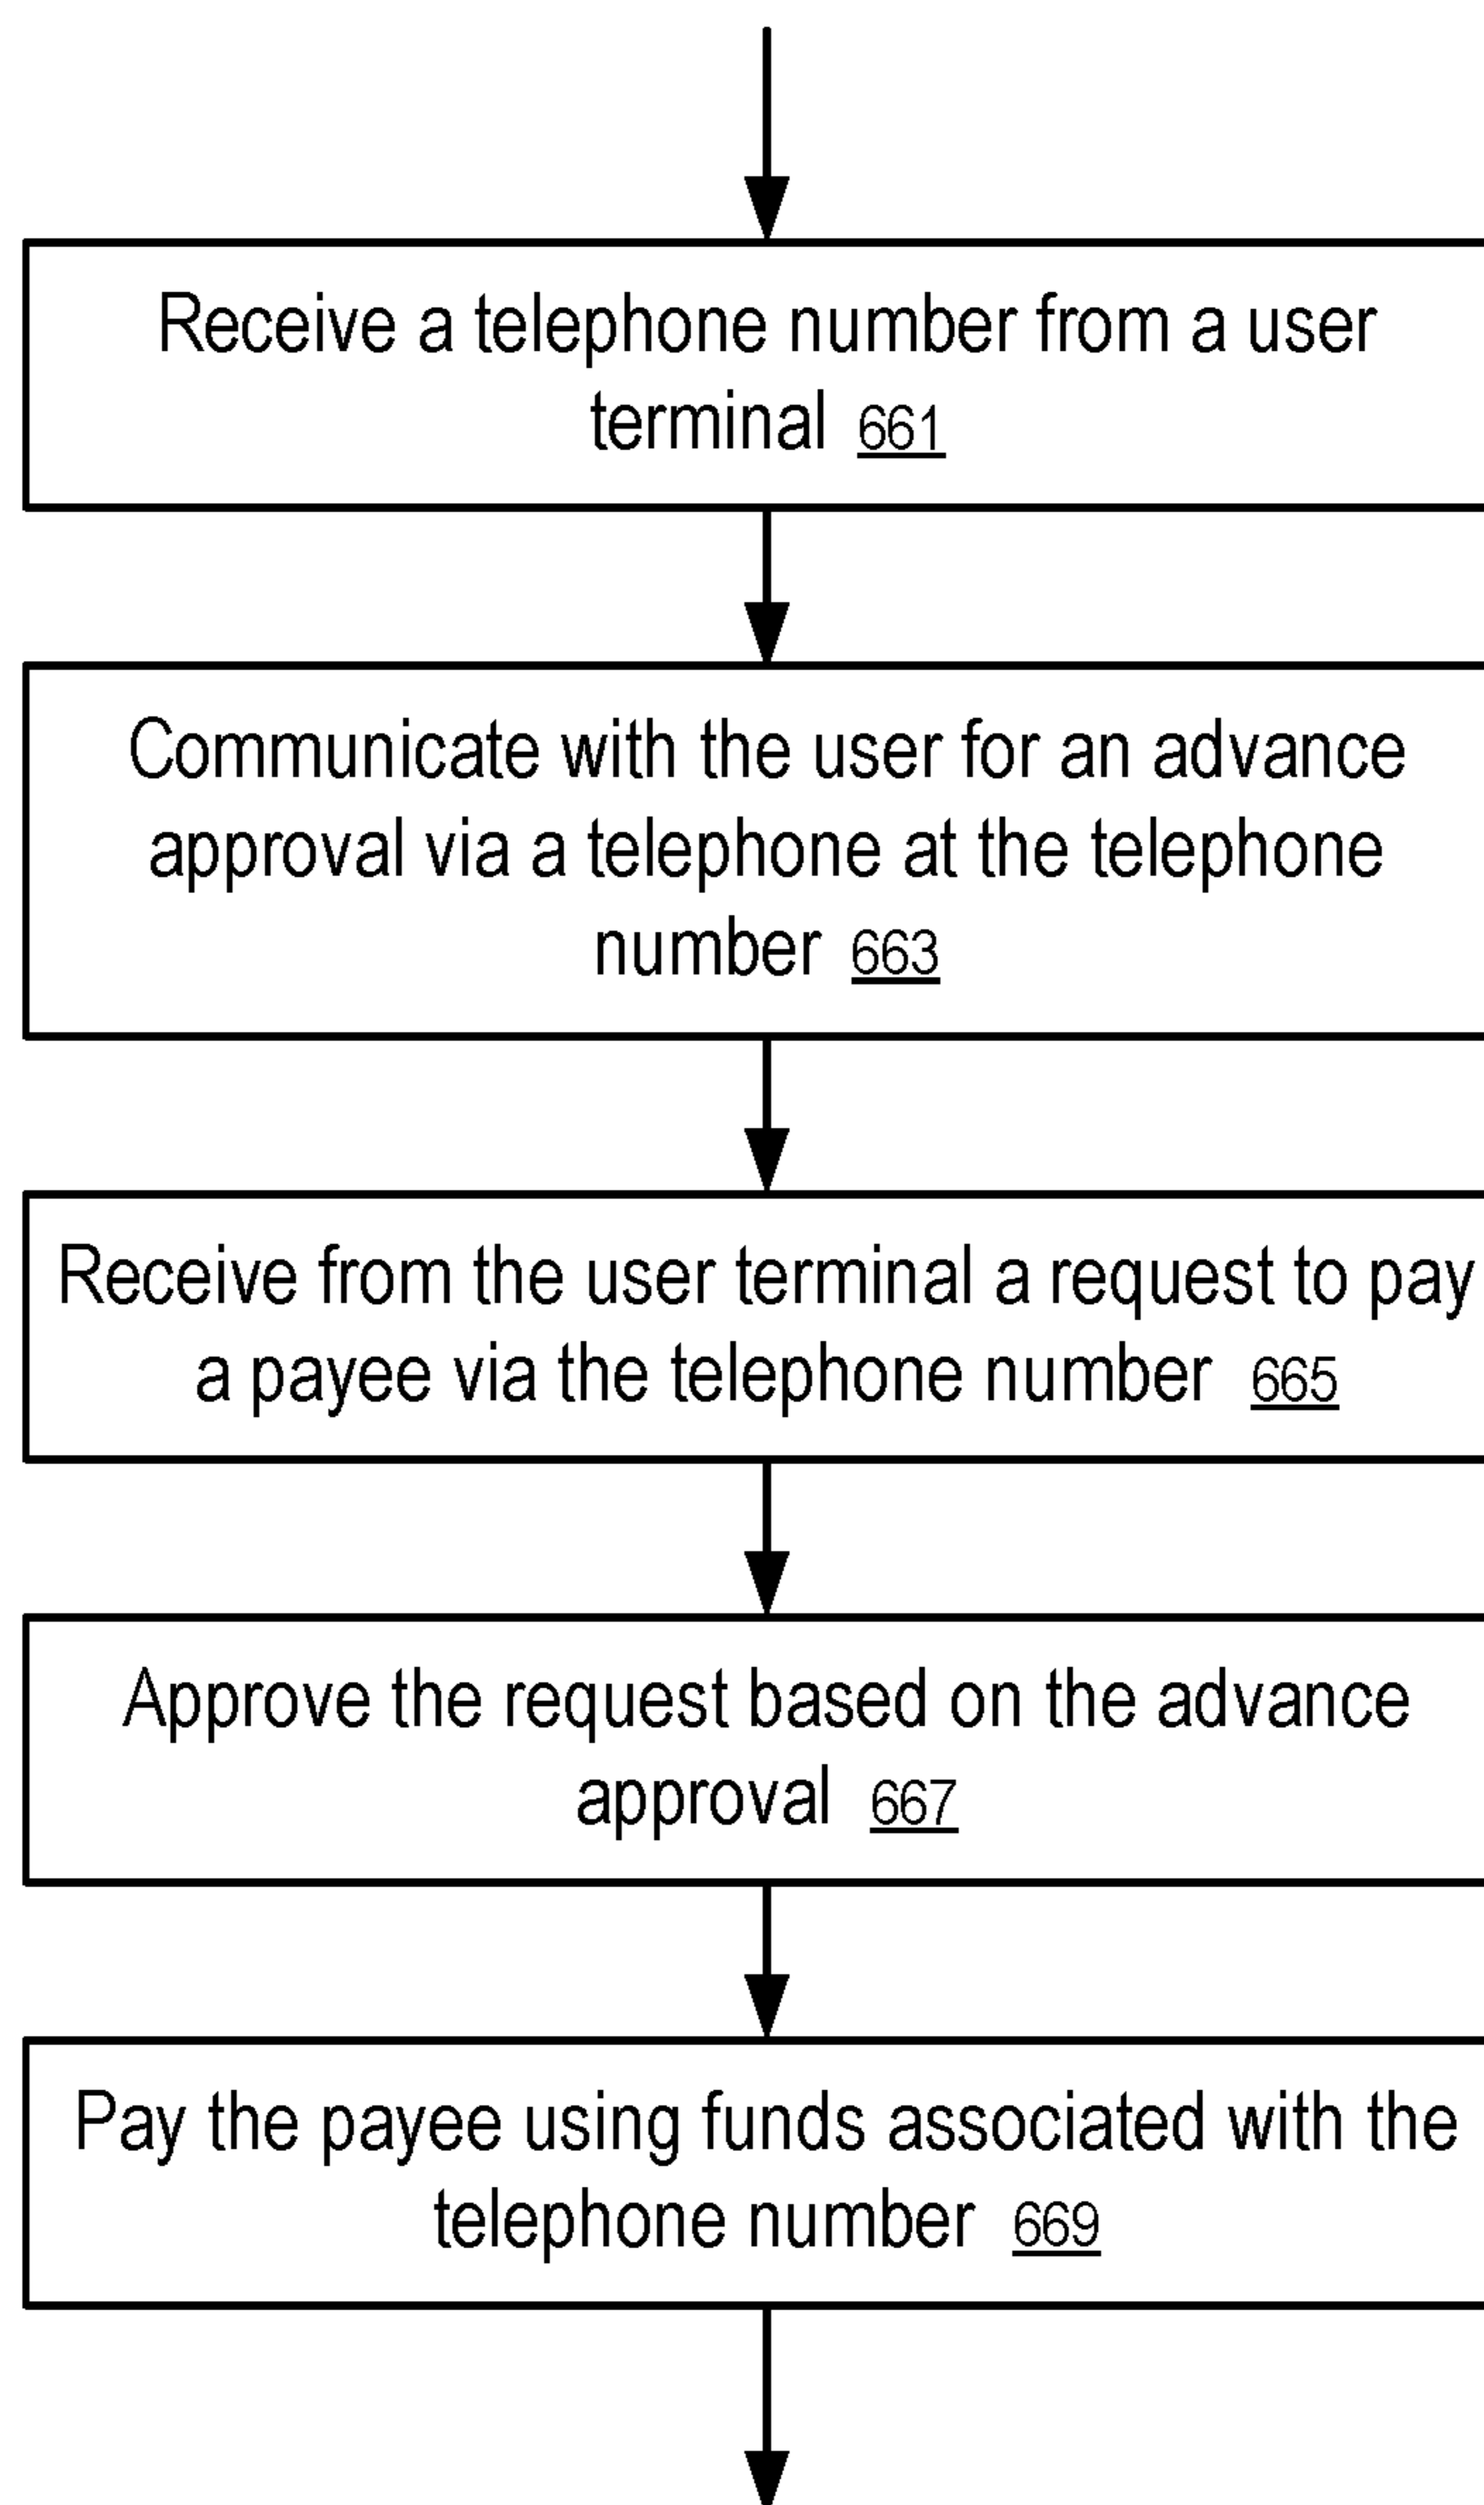 Receive a telephone number from a user
terminal 661
Communicate with the user for an advance
approval via a telephone at the telephone
number 663
Receive from the user terminal a request to pay
a payee via the telephone number 665
Approve the request based on the advance
approval 667
Pay the payee using funds associated with the
telephone number 669